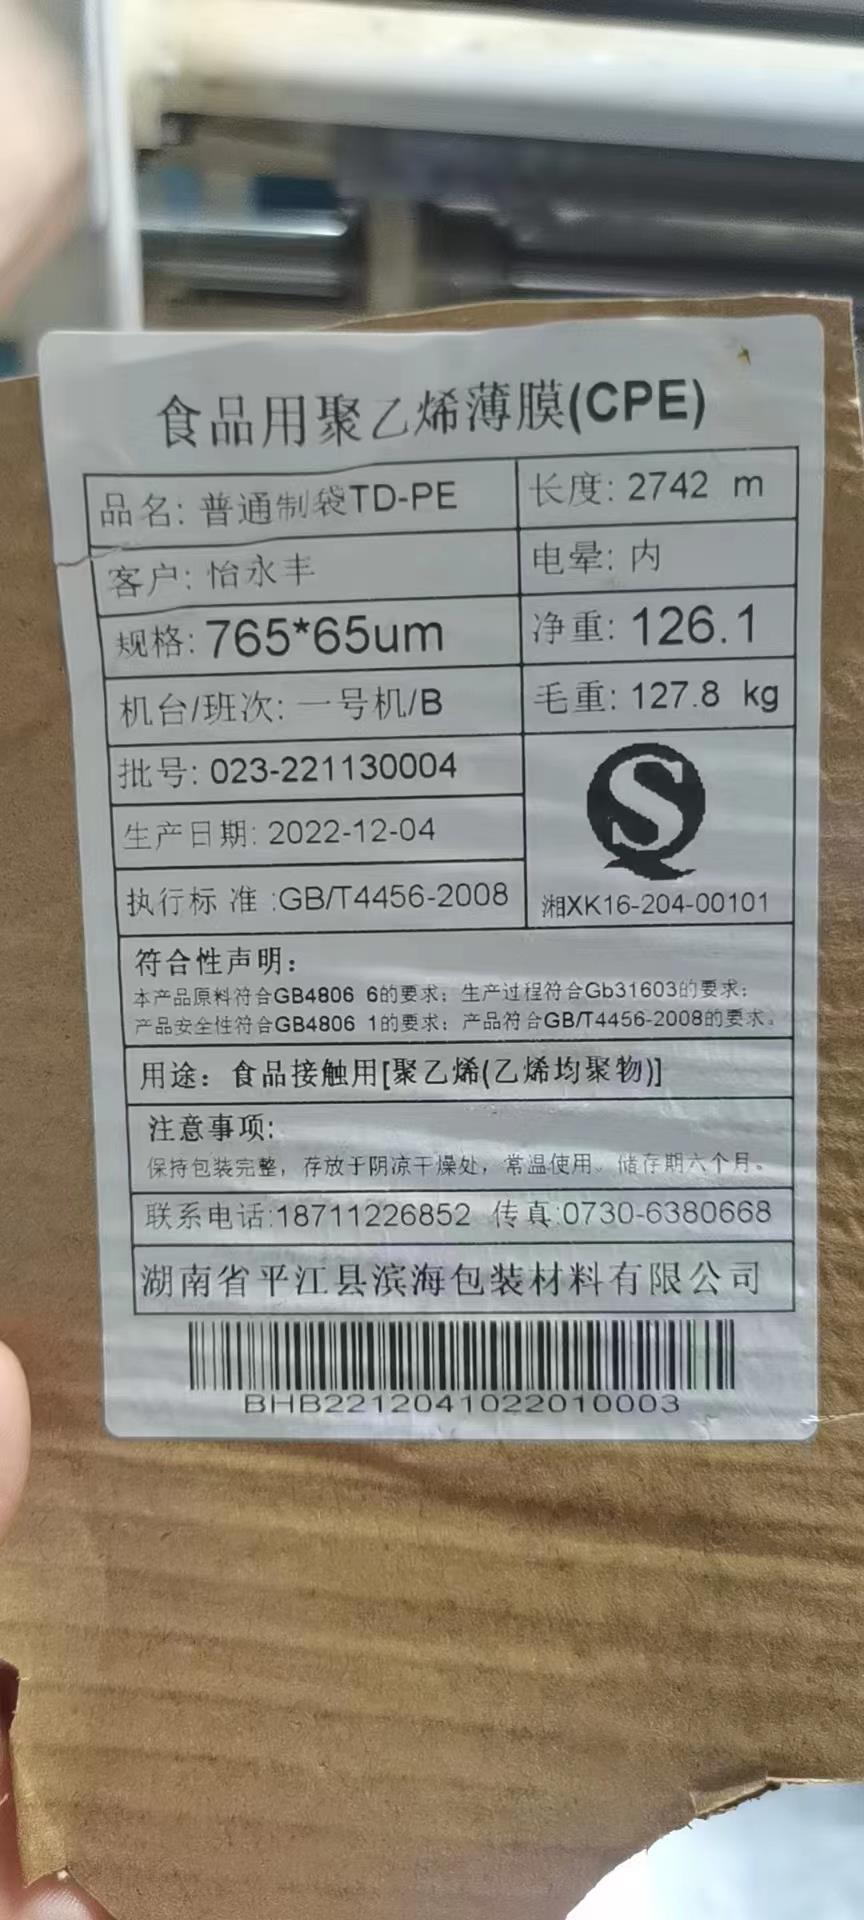 食品用聚乙烯薄膜(CPE)
品名: 普通制袋TD-PE
长度: 2742 m
客户: 怡永丰
电晕: 内
规格: 765*65um
净重: 126.1
机台/班次: 一号机/B
毛重: 127.8 kg
批号: 023-221130004
生产日期: 2022-12-04
执行标 准 :GB/T4456-2008
湘XK16-204-00101
符合性声明:
本产品原料符合GB4806 6的要求; 生产过程符合Gb31603的要求;
产品安全性符合GB4806 1的要求; 产品符合GB/T4456-2008的要求。
用途: 食品接触用[聚乙烯(乙烯均聚物)]
注意事项:
保持包装完整, 存放于阴凉干燥处, 常温使用。储存期六个月。
联系电话:18711226852 传真:0730-6380668
湖南省平江县滨海包装材料有限公司
BHB2212041022010003